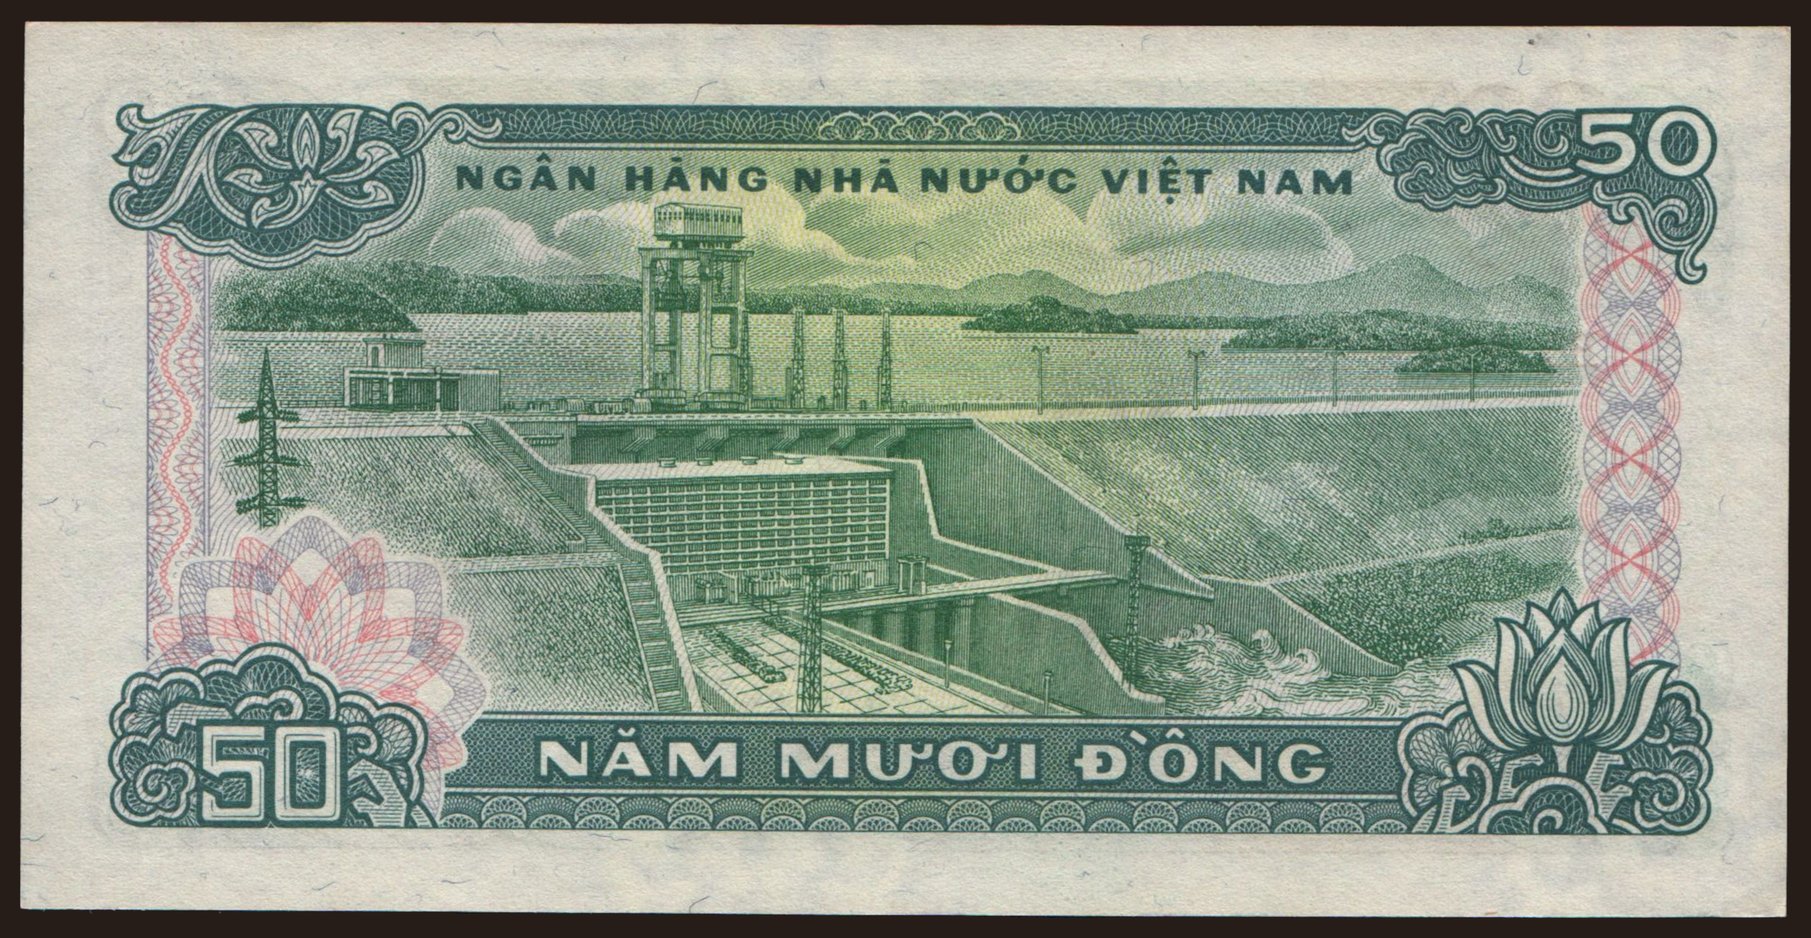 50
NGÂN HÀNG NHÀ NƯỚC VIỆT NAM
50
NĂM MƯƠI ĐỒNG